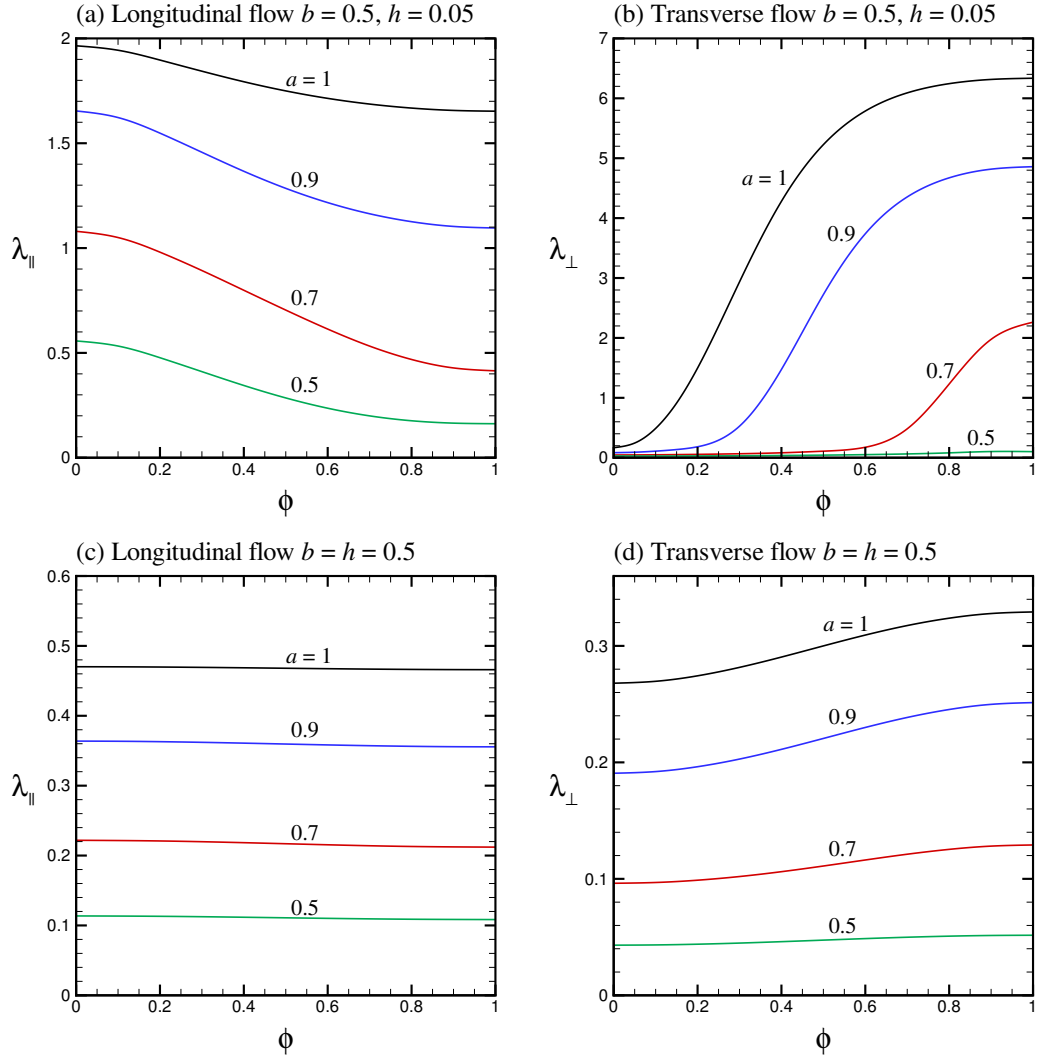 (a) Longitudinal flow b = 0.5, h = 0.05
2
1.5
1
0.5
0
λ∥
a = 1
0.9
0.7
0.5
0 0.2 0.4 0.6 0.8 1
ϕ
(b) Transverse flow b = 0.5, h = 0.05
7
6
5
4
3
2
1
0
λ⊥
a = 1
0.9
0.7
0.5
0 0.2 0.4 0.6 0.8 1
ϕ
(c) Longitudinal flow b = h = 0.5
0.6
0.5
0.4
0.3
0.2
0.1
0
λ∥
a = 1
0.9
0.7
0.5
0 0.2 0.4 0.6 0.8 1
ϕ
(d) Transverse flow b = h = 0.5
0.3
0.2
0.1
0
λ⊥
a = 1
0.9
0.7
0.5
0 0.2 0.4 0.6 0.8 1
ϕ